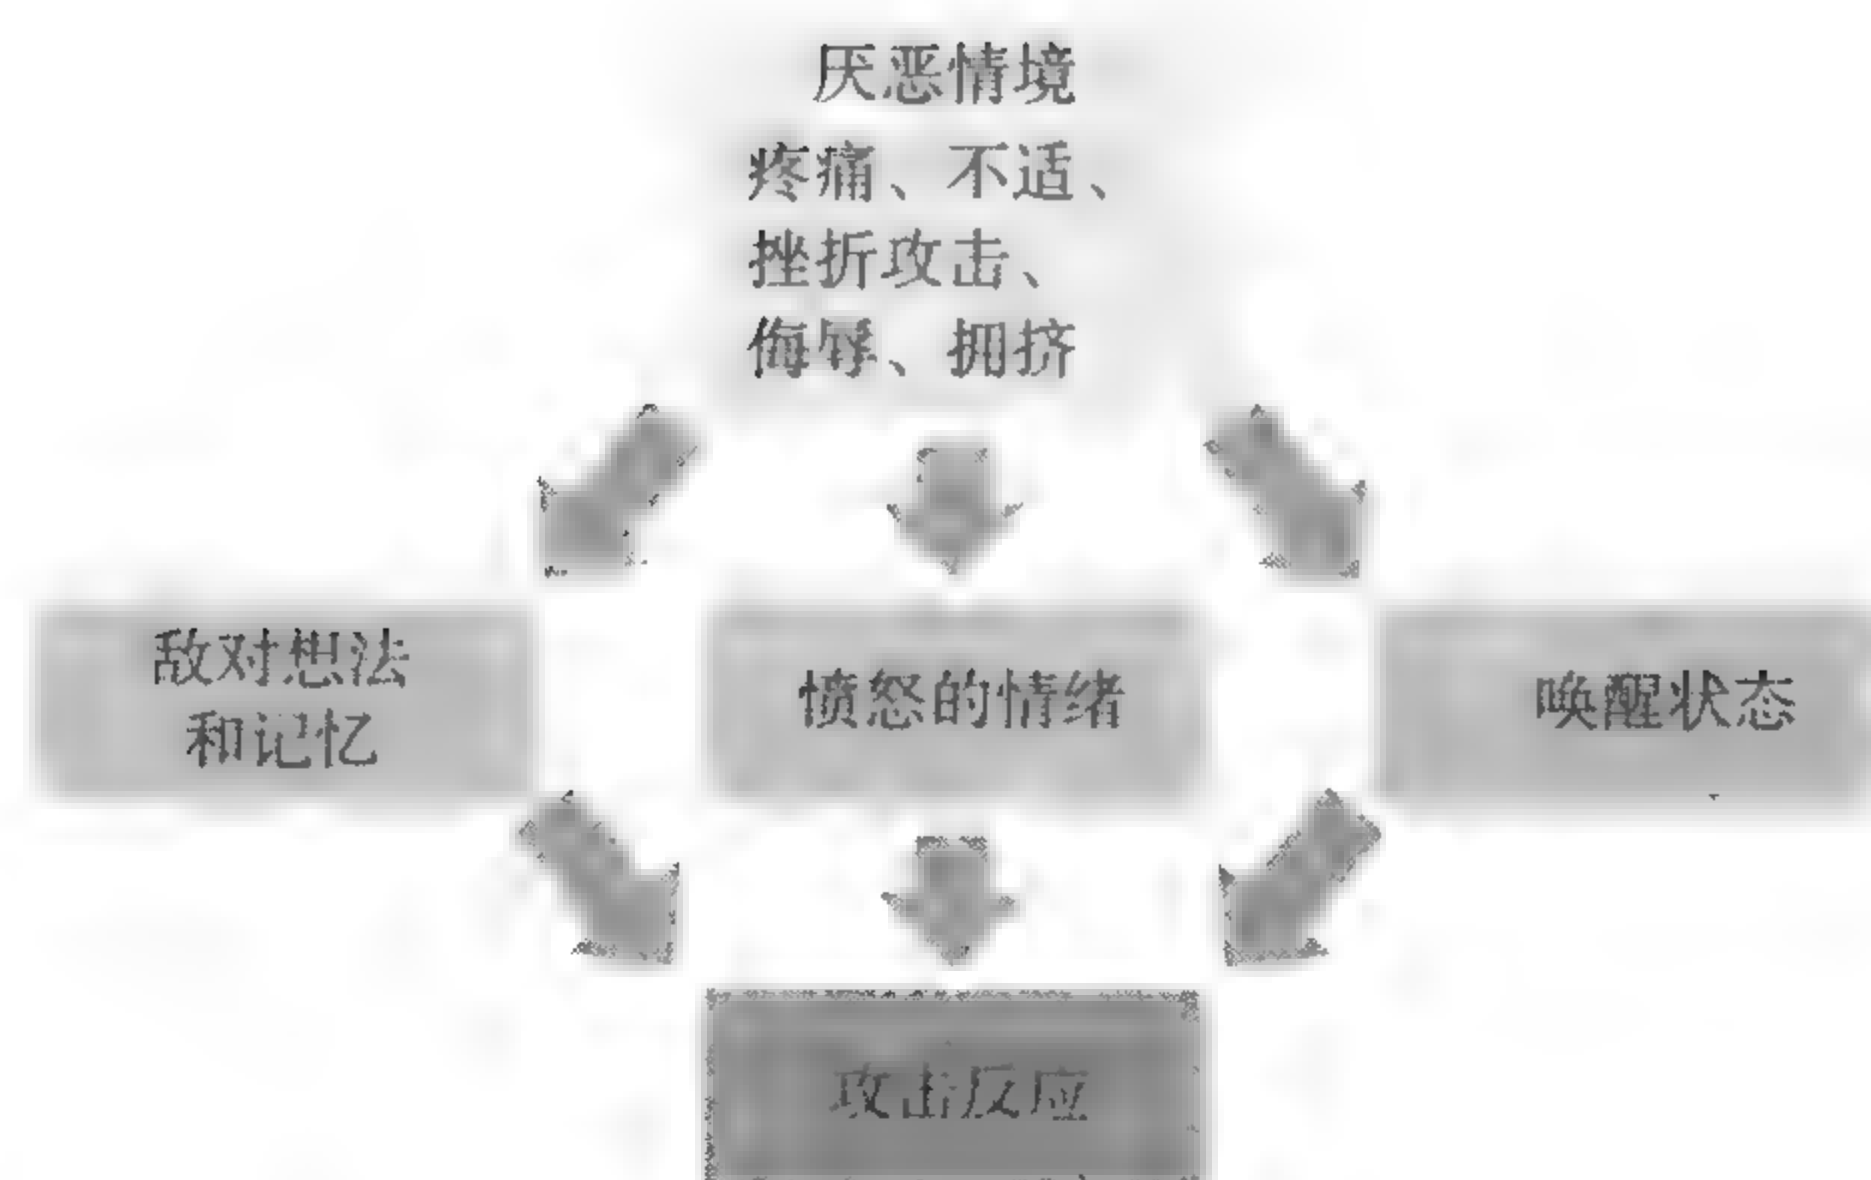 厌恶情境
疼痛、不适、
挫折攻击、
侮辱、拥挤
敌对想法
和记忆
愤怒的情绪
唤醒状态
攻击反应